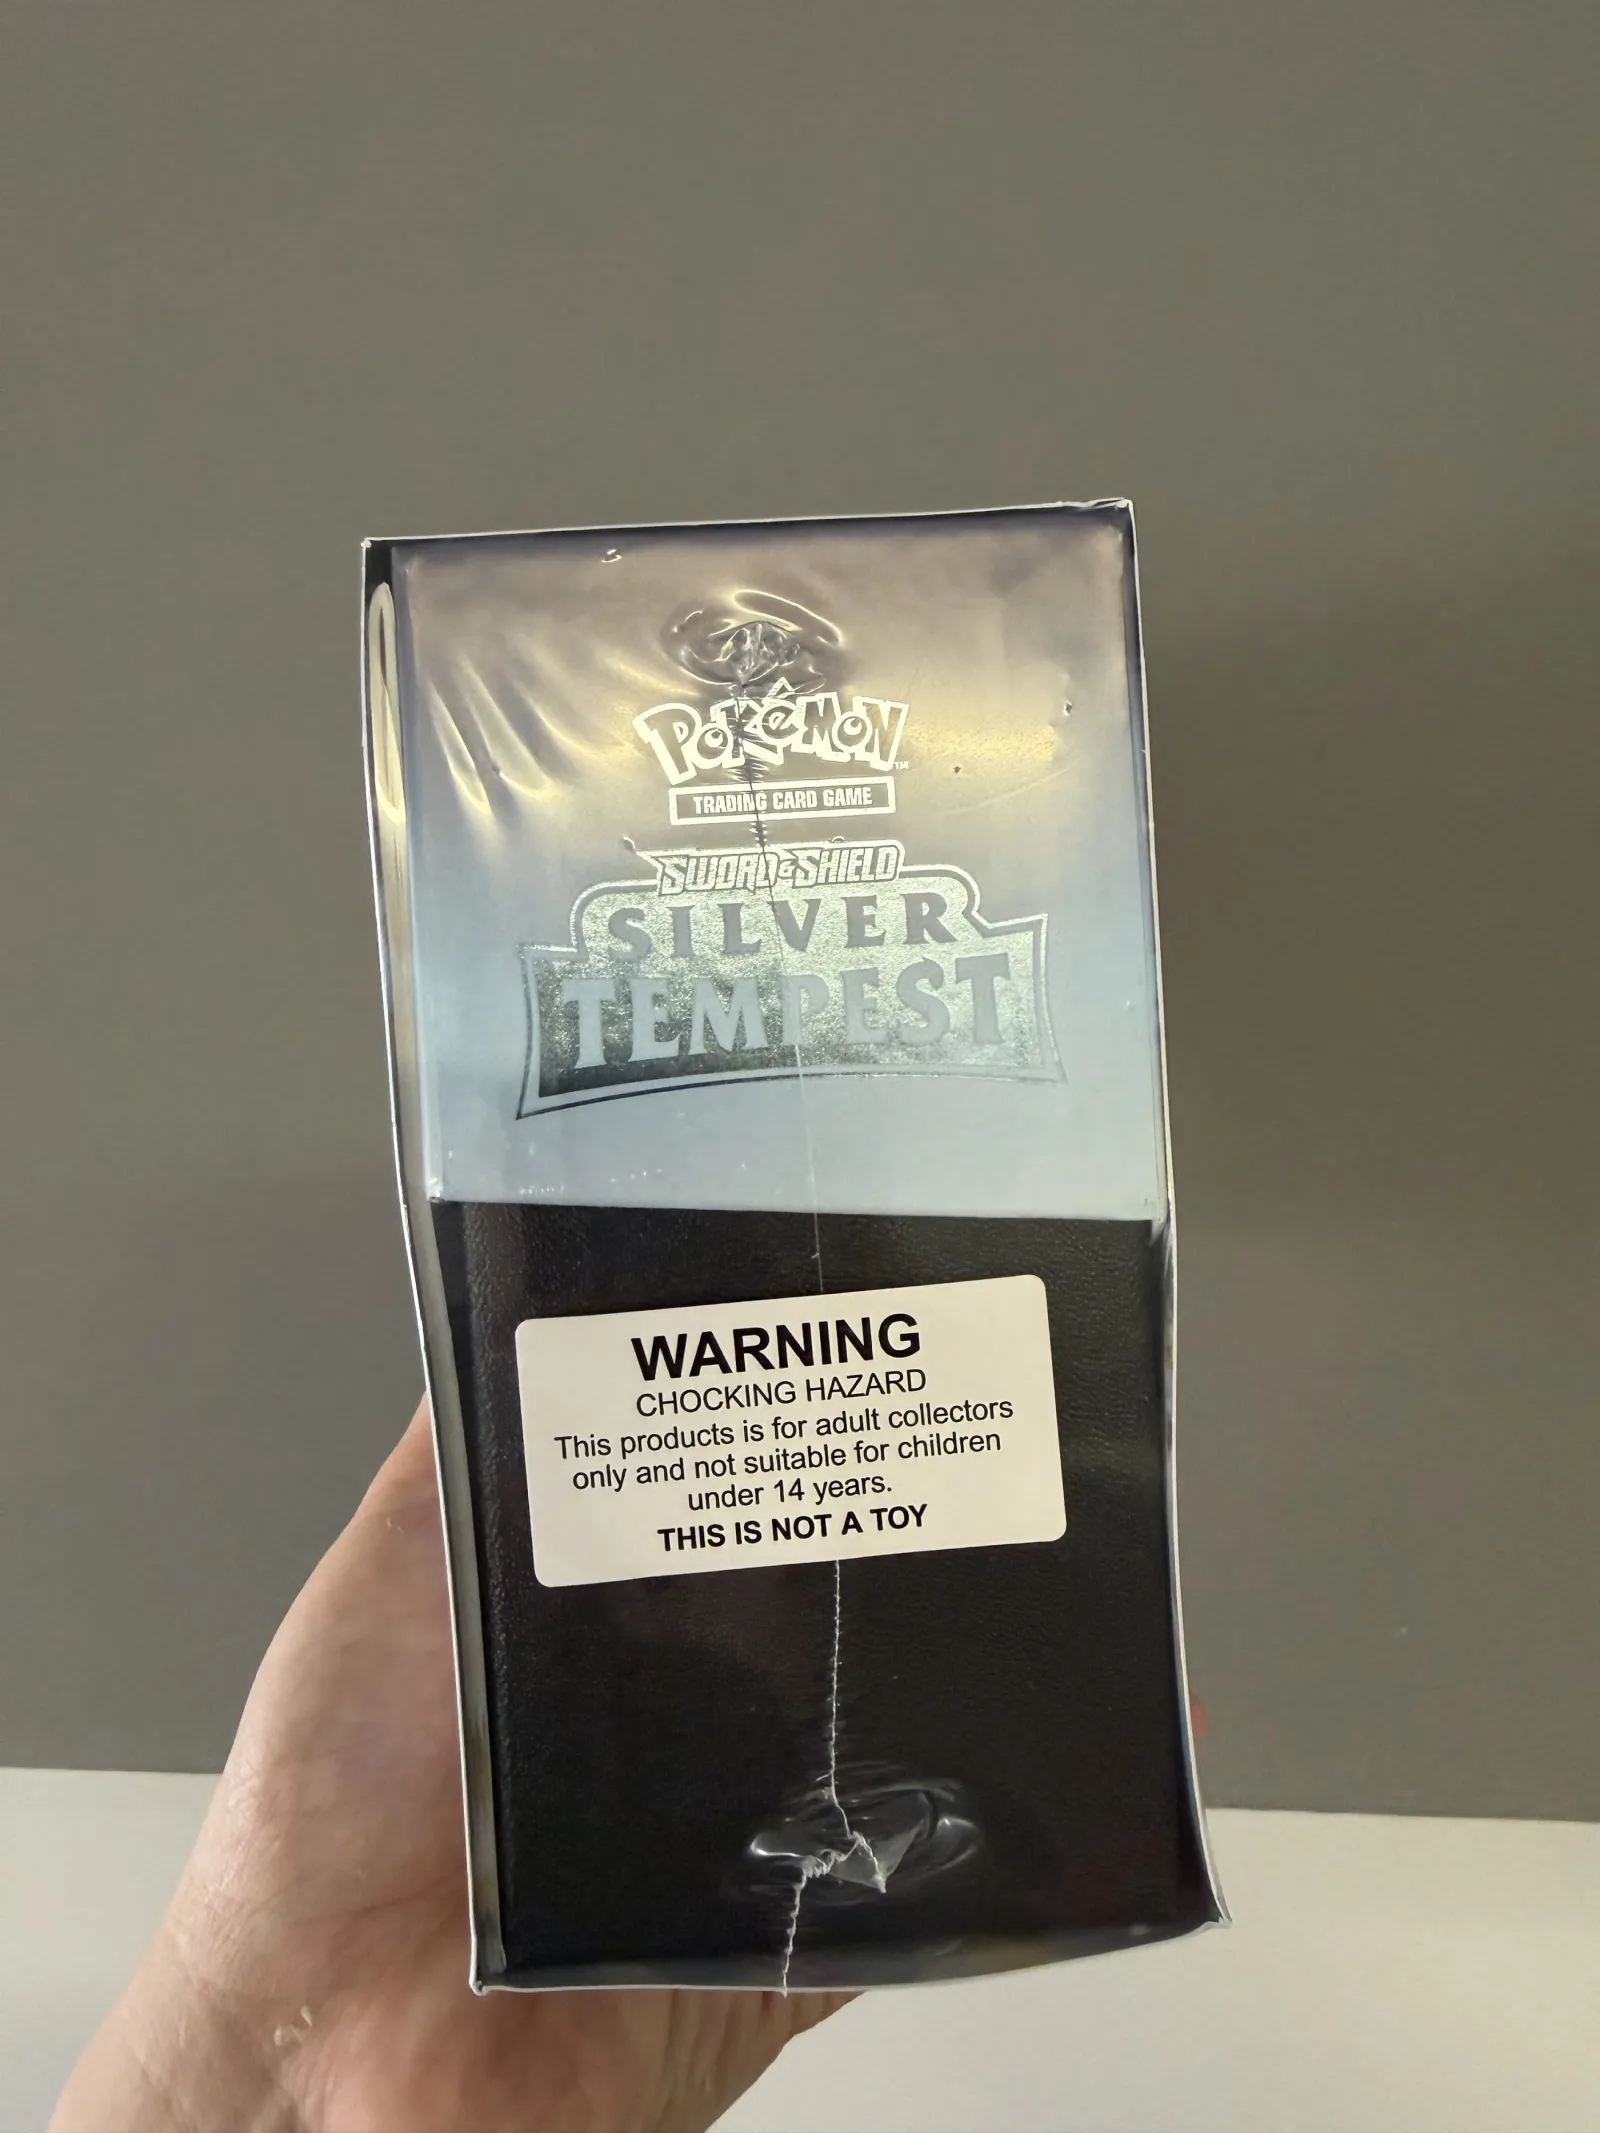 POKéMON™
TRADING CARD GAME
SWORD & SHIELD
SILVER
TEMPEST
WARNING
CHOCKING HAZARD
This products is for adult collectors
only and not suitable for children
under 14 years.
THIS IS NOT A TOY